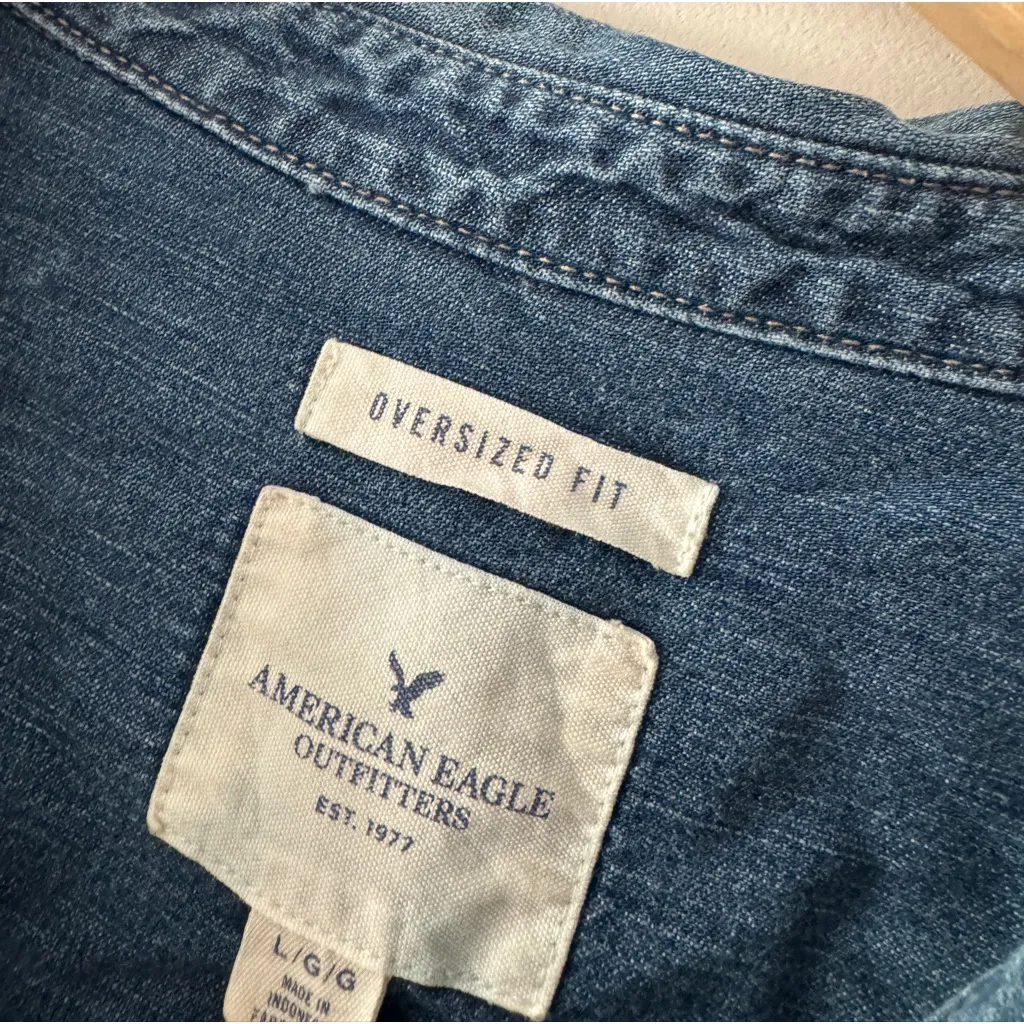 OVERSIZED FIT
AMERICAN EAGLE
OUTFITTERS
EST. 1977
L/G/G
MADE IN